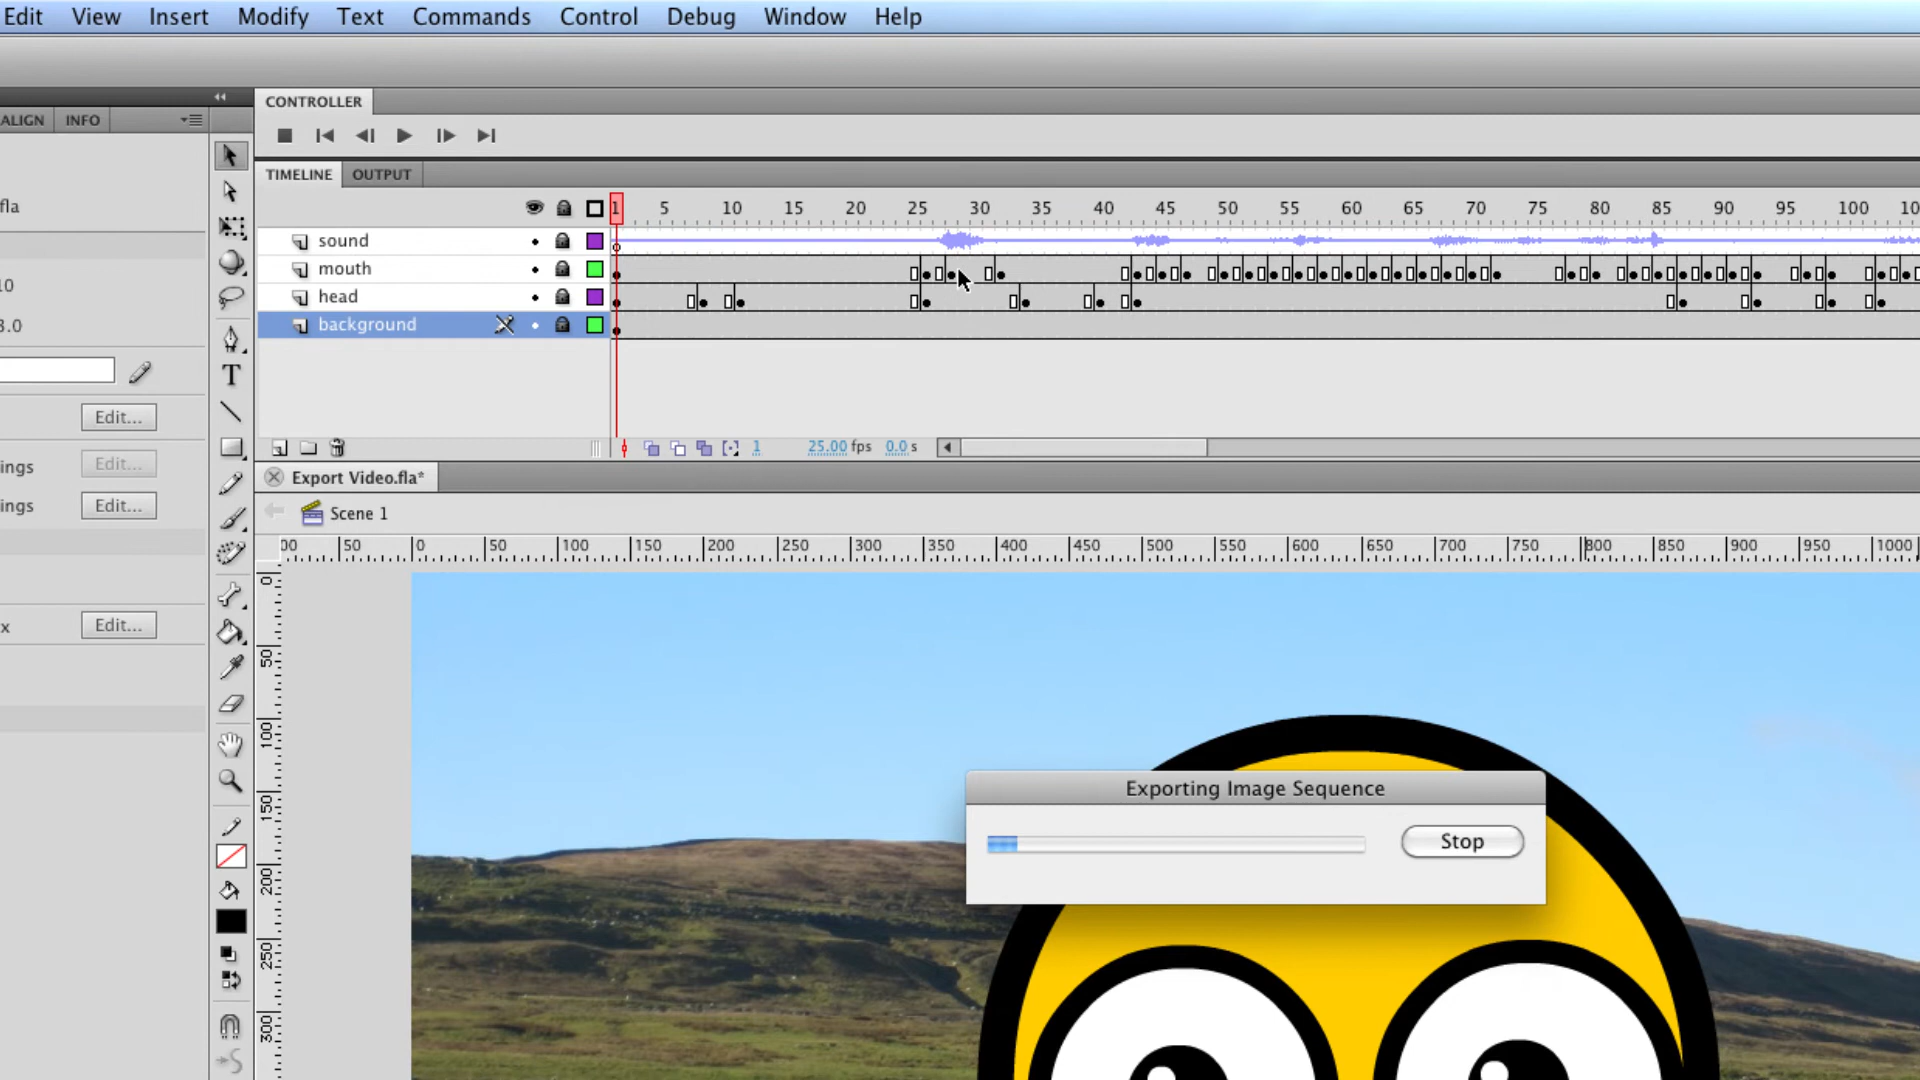 Edit View Insert Modify Text Commands Control Debug Window Help
CONTROLLER
ALIGN INFO
TIMELINE OUTPUT
fla
1 5 10 15 20 25 30 35 40 45 50 55 60 65 70 75 80 85 90 95 100 10
sound
mouth
head
background
10
8.0
Edit...
1 25.00 fps 0.0 s
ings Edit...
Export Video.fla*
ings Edit...
Scene 1
00 50 0 50 100 150 200 250 300 350 400 450 500 550 600 650 700 750 800 850 900 950 1000
0
x Edit...
50
100
Exporting Image Sequence
150
Stop
200
250
300